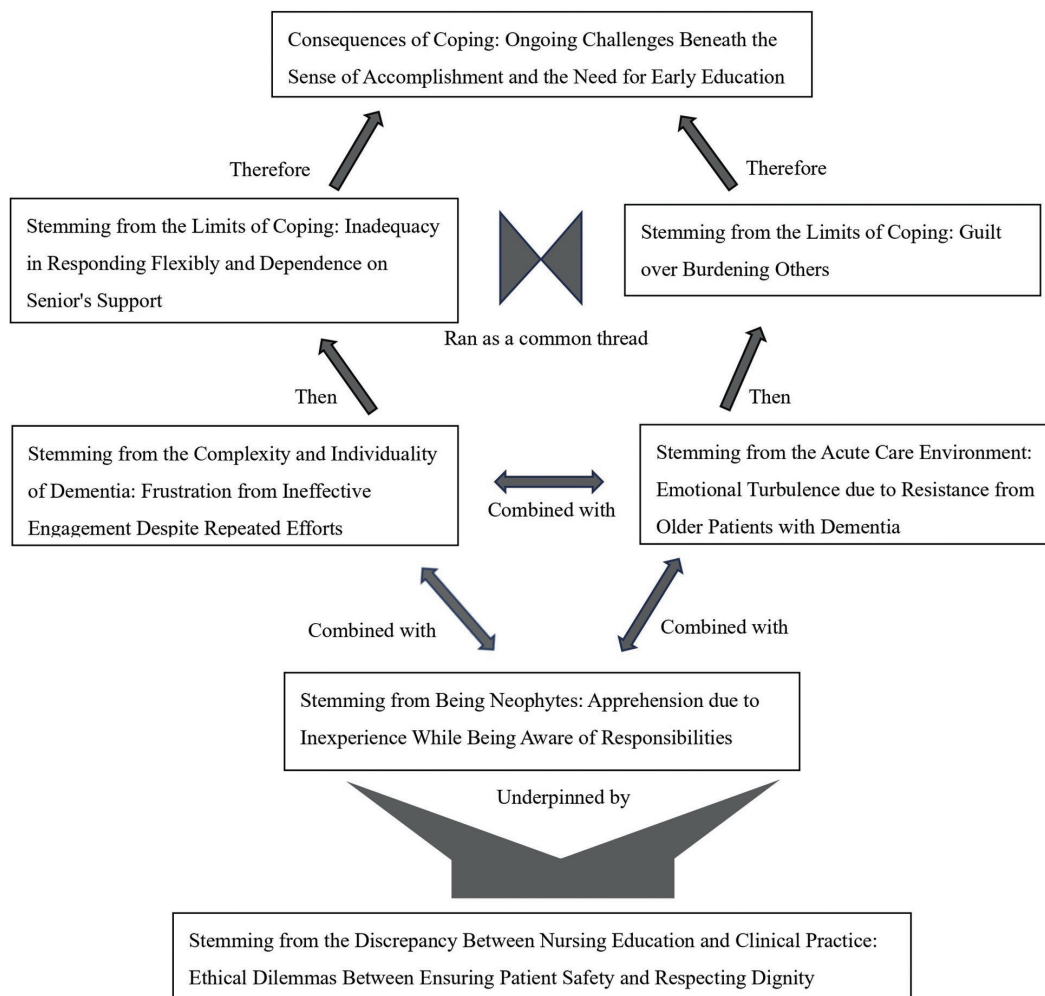 Consequences of Coping: Ongoing Challenges Beneath the
Sense of Accomplishment and the Need for Early Education
Therefore
Therefore
Stemming from the Limits of Coping: Inadequacy
in Responding Flexibly and Dependence on
Senior's Support
Stemming from the Limits of Coping: Guilt
over Burdening Others
Ran as a common thread
Then
Then
Stemming from the Complexity and Individuality
of Dementia: Frustration from Ineffective
Engagement Despite Repeated Efforts
Combined with
Stemming from the Acute Care Environment:
Emotional Turbulence due to Resistance from
Older Patients with Dementia
Combined with
Combined with
Stemming from Being Neophytes: Apprehension due to
Inexperience While Being Aware of Responsibilities
Underpinned by
Stemming from the Discrepancy Between Nursing Education and Clinical Practice:
Ethical Dilemmas Between Ensuring Patient Safety and Respecting Dignity